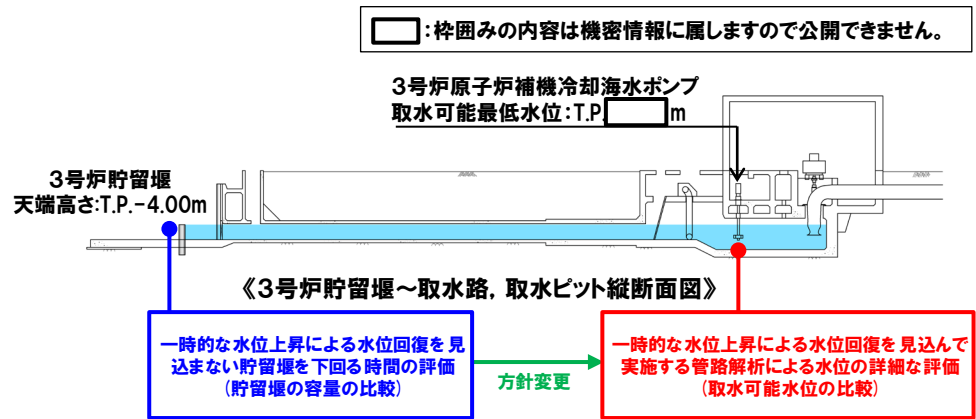 ：枠囲みの内容は機密情報に属しますので公開できません。
３号炉原子炉補機冷却海水ポンプ
取水可能最低水位：T.P. m
３号炉貯留堰
天端高さ:T.P.-4.00m
《３号炉貯留堰～取水路，取水ピット縦断面図》
一時的な水位上昇による水位回復を見
込まない貯留堰を下回る時間の評価
(貯留堰の容量の比較)
方針変更
一時的な水位上昇による水位回復を見込んで
実施する管路解析による水位の詳細な評価
(取水可能水位の比較)